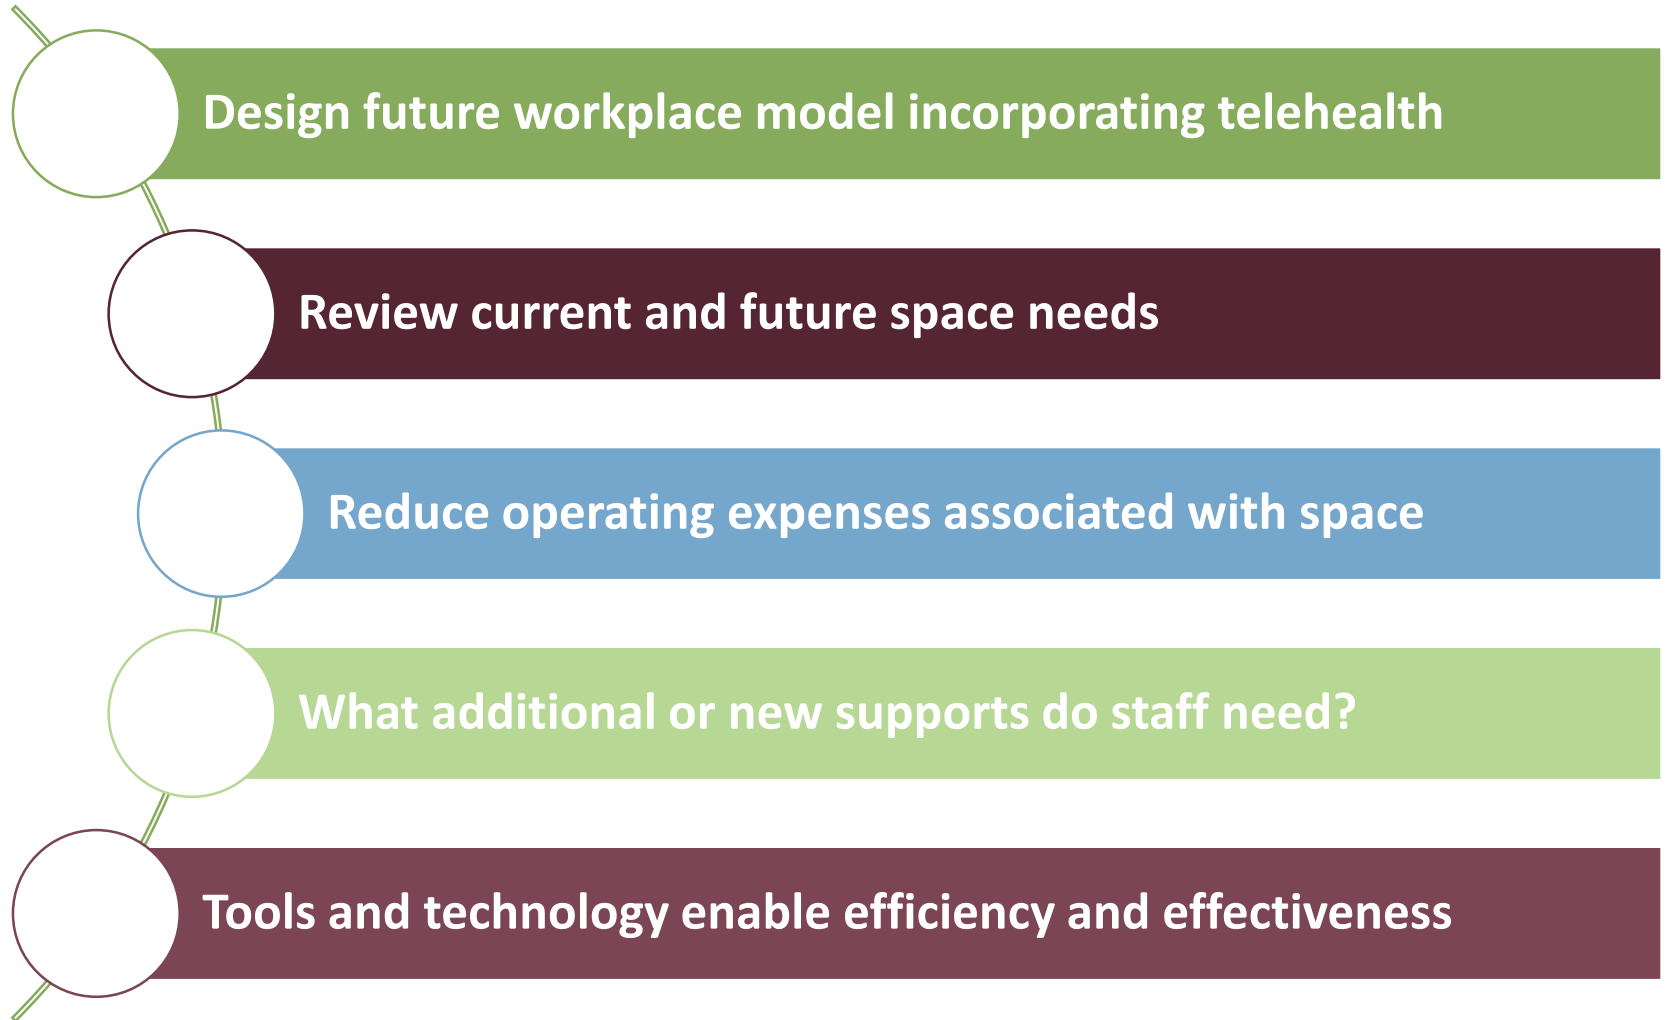 Design future workplace model incorporating telehealth
Review current and future space needs
Reduce operating expenses associated with space
What additional or new supports do staff need?
Tools and technology enable efficiency and effectiveness